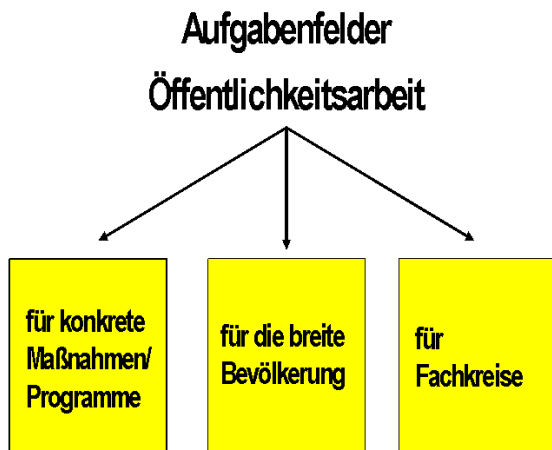 Aufgabenfelder
Öffentlichkeitsarbeit
für konkrete
Maßnahmen/
Programme
für die breite
Bevölkerung
für
Fachkreise